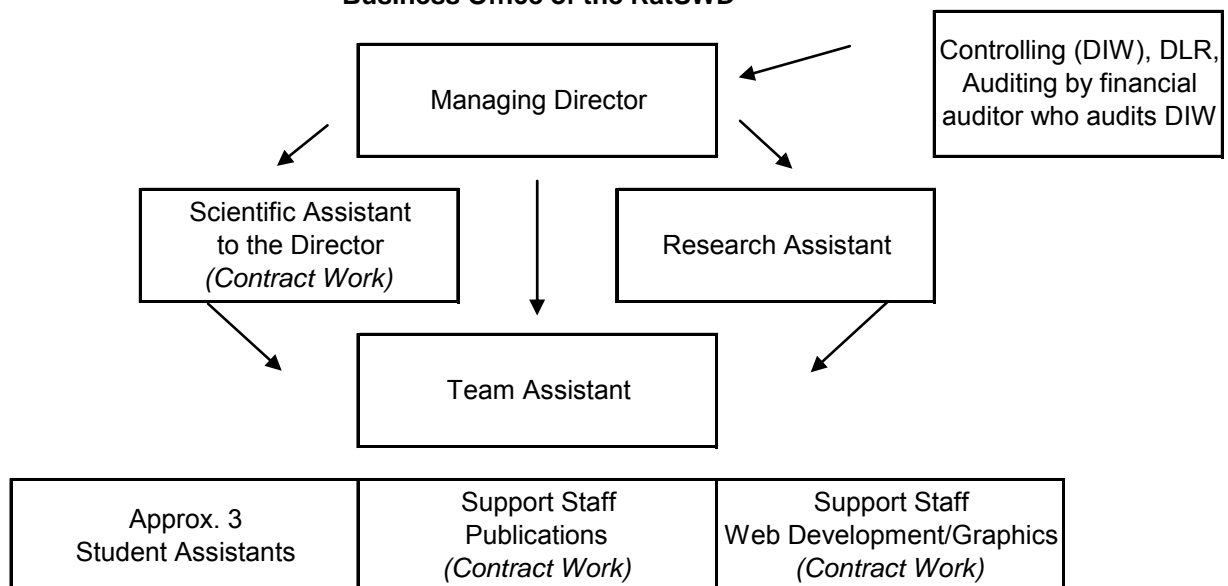 Business Office of the RatSWD
Controlling (DIW), DLR,
Auditing by financial
auditor who audits DIW
Managing Director
Scientific Assistant
to the Director
(Contract Work)
Research Assistant
Team Assistant
Approx. 3
Student Assistants
Support Staff
Publications
(Contract Work)
Support Staff
Web Development/Graphics
(Contract Work)